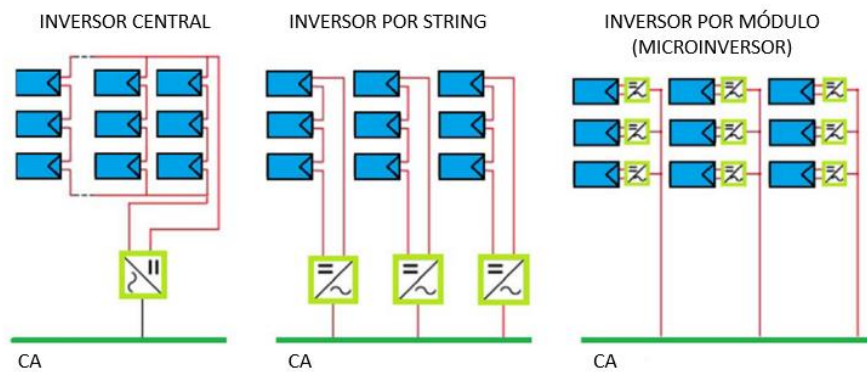 INVERSOR CENTRAL
INVERSOR POR STRING
INVERSOR POR MÓDULO
(MICROINVERSOR)
CA
CA
CA